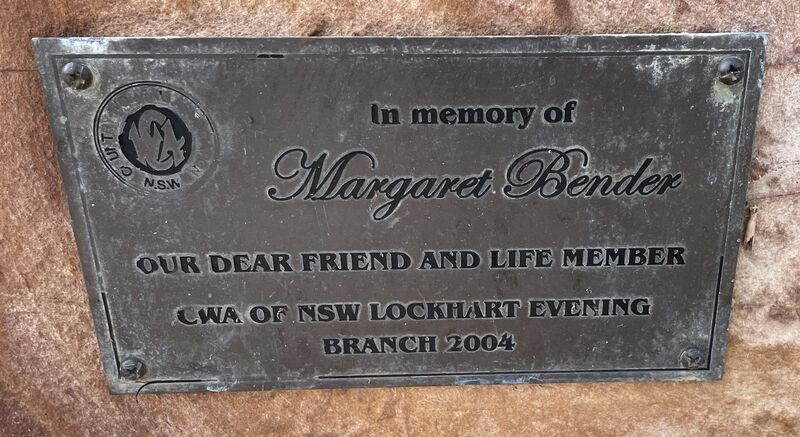 In memory of
Margaret Bender
OUR DEAR FRIEND AND LIFE MEMBER
CWA OF NSW LOCKHART EVENING
BRANCH 2004
N.S.W